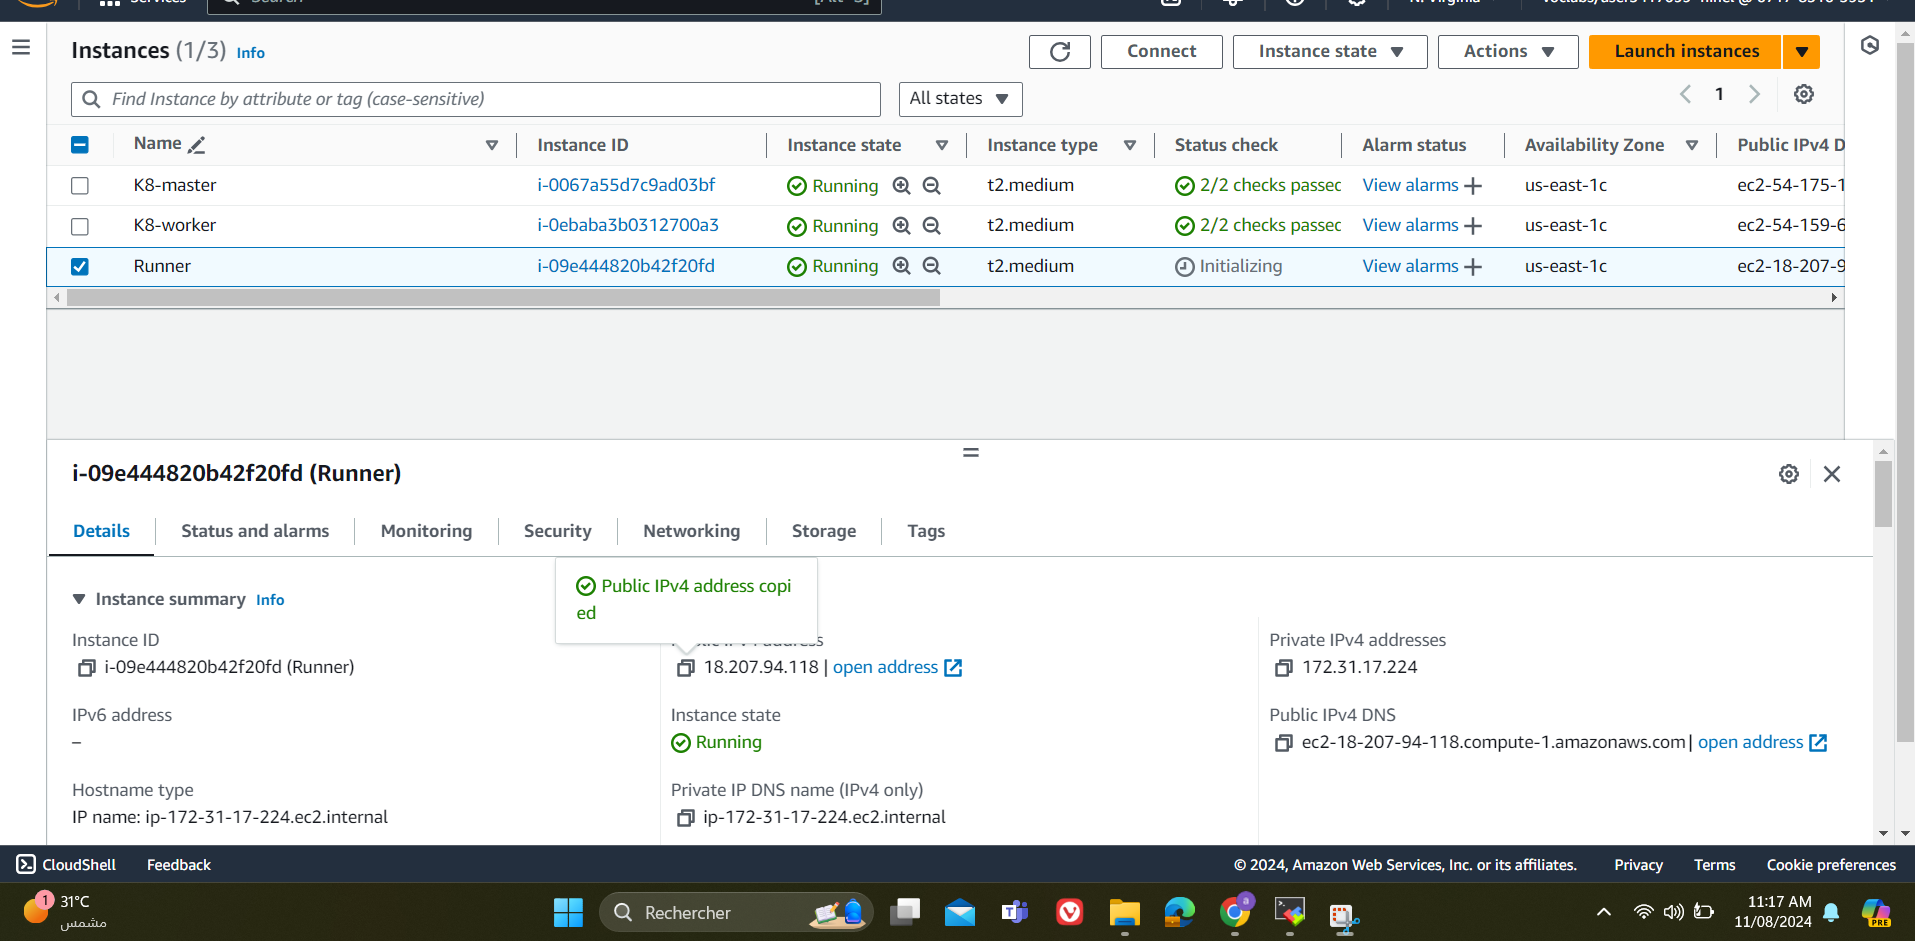 Services
Search
[Alt+S]
N. Virginia
Instances (1/3) Info
Connect
Instance state
Actions
Launch instances
Find Instance by attribute or tag (case-sensitive)
All states
1
Name
Instance ID
Instance state
Instance type
Status check
Alarm status
Availability Zone
Public IPv4 D
K8-master
i-0067a55d7c9ad03bf
Running
t2.medium
2/2 checks passec
View alarms
us-east-1c
ec2-54-175-1
K8-worker
i-0ebaba3b0312700a3
Running
t2.medium
2/2 checks passec
View alarms
us-east-1c
ec2-54-159-6
Runner
i-09e444820b42f20fd
Running
t2.medium
Initializing
View alarms
us-east-1c
ec2-18-207-9
i-09e444820b42f20fd (Runner)
Details
Status and alarms
Monitoring
Security
Networking
Storage
Tags
Public IPv4 address copi
ed
Instance summary Info
Instance ID
i-09e444820b42f20fd (Runner)
18.207.94.118 | open address
Private IPv4 addresses
172.31.17.224
IPv6 address
–
Instance state
Running
Public IPv4 DNS
ec2-18-207-94-118.compute-1.amazonaws.com | open address
Hostname type
IP name: ip-172-31-17-224.ec2.internal
Private IP DNS name (IPv4 only)
ip-172-31-17-224.ec2.internal
CloudShell
Feedback
© 2024, Amazon Web Services, Inc. or its affiliates.
Privacy
Terms
Cookie preferences
1
31°C
مشمس
Rechercher
a
PRE
11:17 AM
11/08/2024